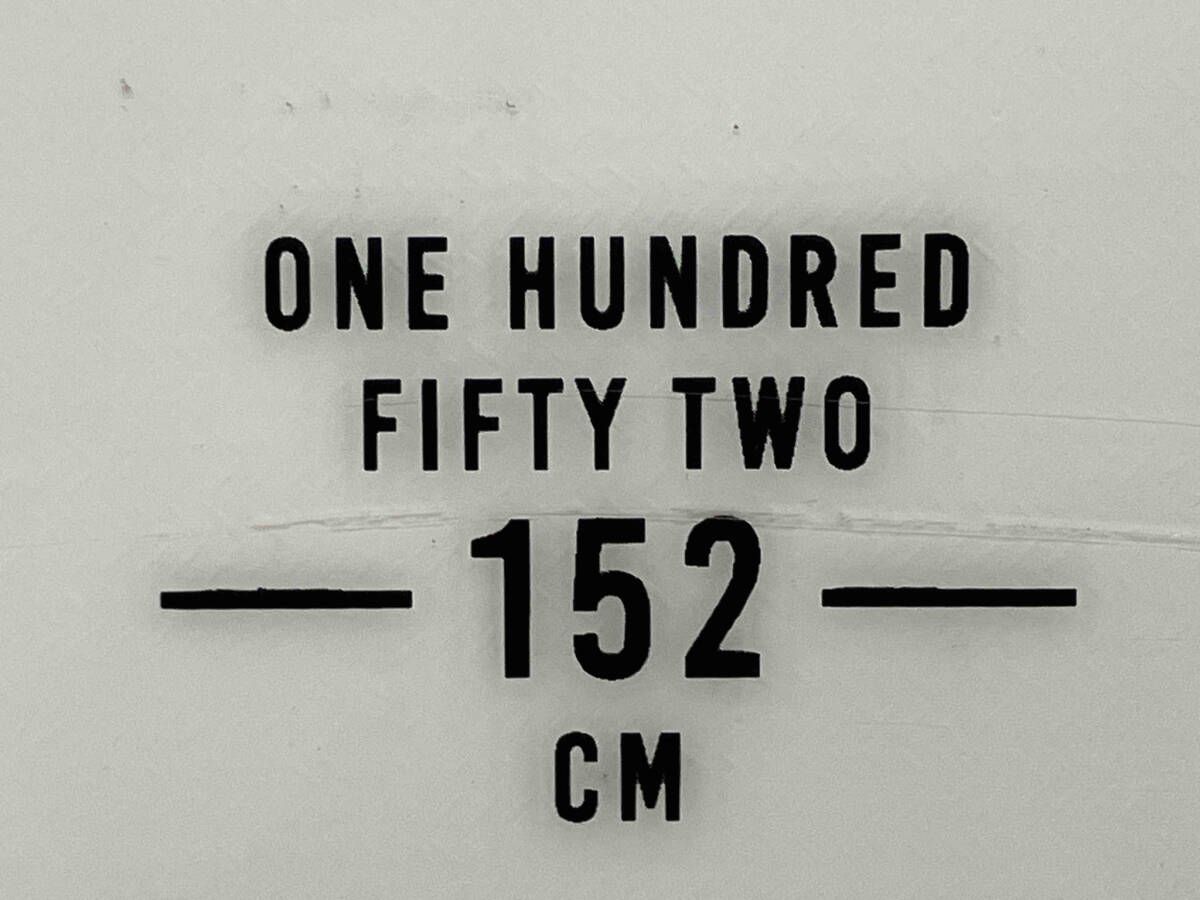 ONE HUNDRED
FIFTY TWO
152
CM